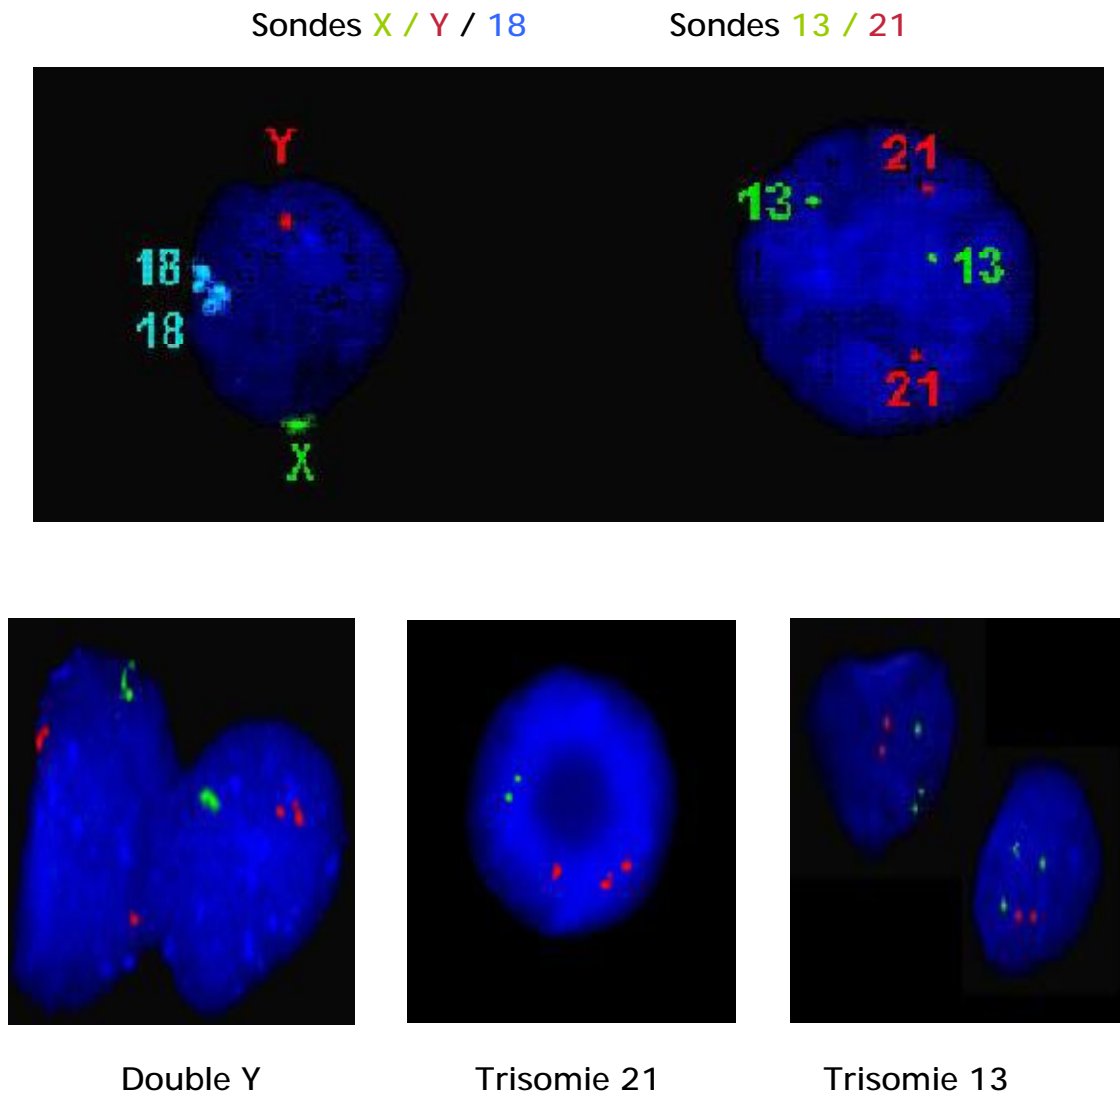 Sondes X / Y / 18
Sondes 13 / 21
Y
18
18
X
21
13
13
21
Double Y
Trisomie 21
Trisomie 13